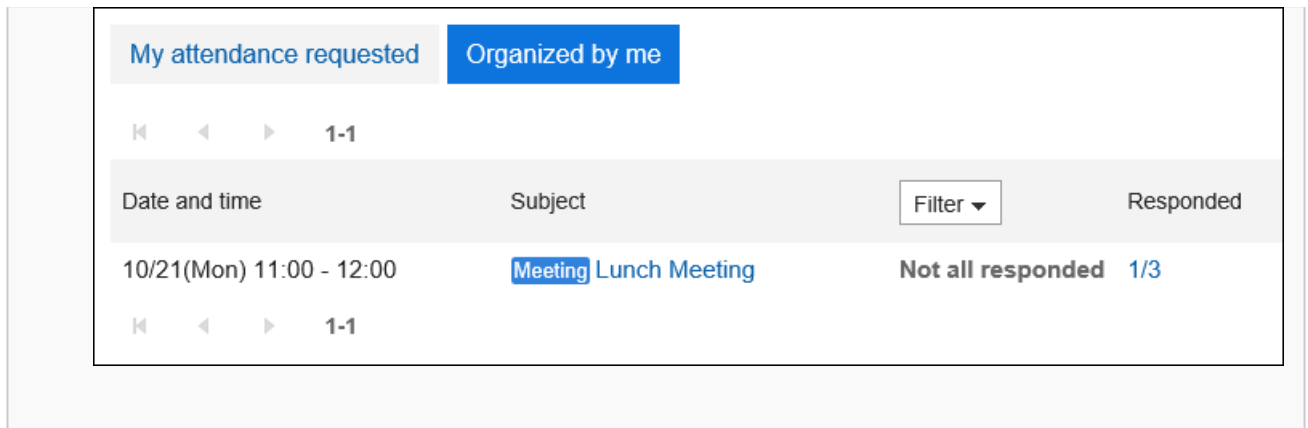 My attendance requested Organized by me
1-1
Date and time Subject Filter Responded
10/21(Mon) 11:00 - 12:00 Meeting Lunch Meeting Not all responded 1/3
1-1